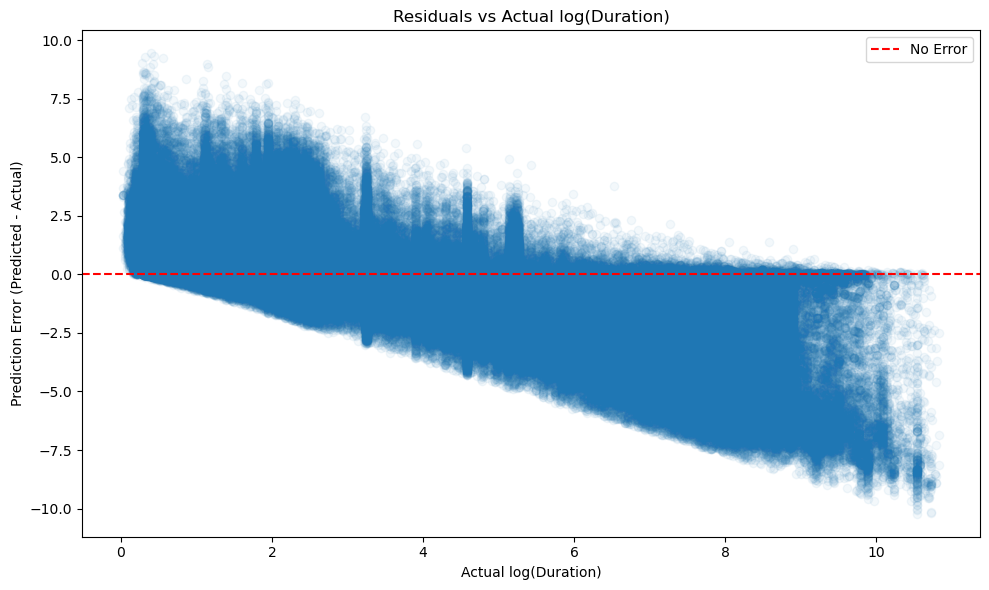 Residuals vs Actual log(Duration)
No Error
Prediction Error (Predicted - Actual)
10.0
7.5
5.0
2.5
0.0
−2.5
−5.0
−7.5
−10.0
0 2 4 6 8 10
Actual log(Duration)